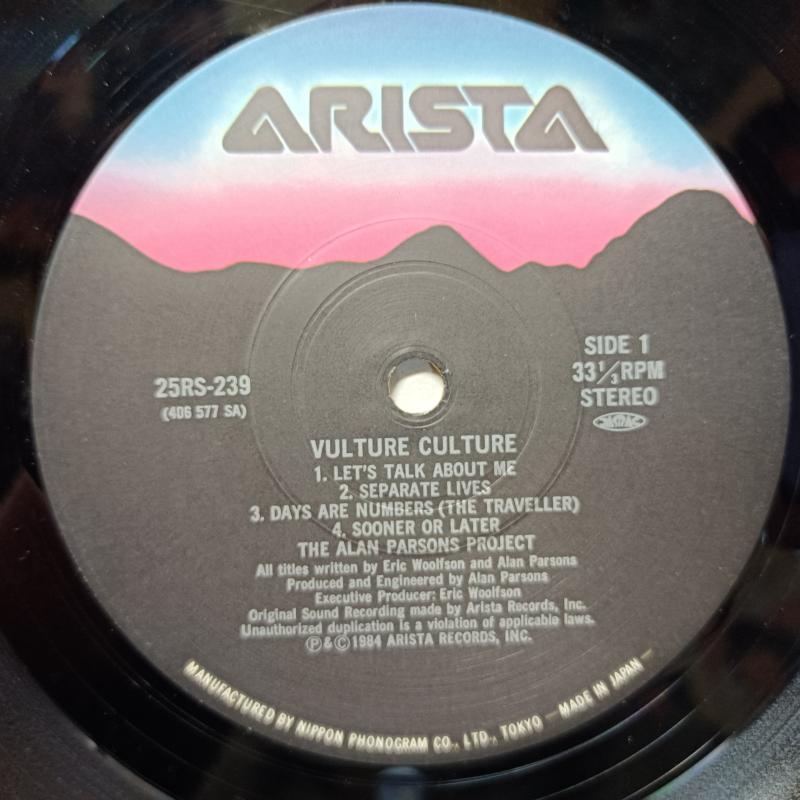 ARISTA
25RS-239
(406 577 SA)
SIDE 1
33 1/3 RPM
STEREO
VULTURE CULTURE
1. LET'S TALK ABOUT ME
2. SEPARATE LIVES
3. DAYS ARE NUMBERS (THE TRAVELLER)
4. SOONER OR LATER
THE ALAN PARSONS PROJECT
All titles written by Eric Woolfson and Alan Parsons
Produced and Engineered by Alan Parsons
Executive Producer: Eric Woolfson
Original Sound Recording made by Arista Records, Inc.
Unauthorized duplication is a violation of applicable laws.
Ⓟ&©1984 ARISTA RECORDS, INC.
MANUFACTURED BY NIPPON PHONOGRAM CO., LTD., TOKYO —MADE IN JAPAN—